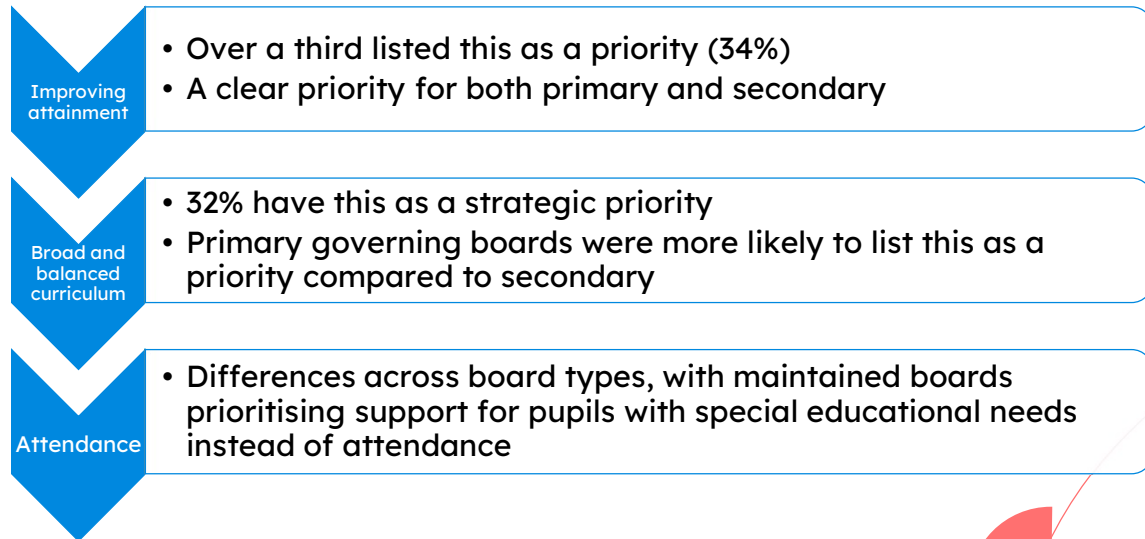 Improving
attainment
• Over a third listed this as a priority (34%)
• A clear priority for both primary and secondary
Broad and
balanced
curriculum
• 32% have this as a strategic priority
• Primary governing boards were more likely to list this as a
priority compared to secondary
Attendance
• Differences across board types, with maintained boards
prioritising support for pupils with special educational needs
instead of attendance